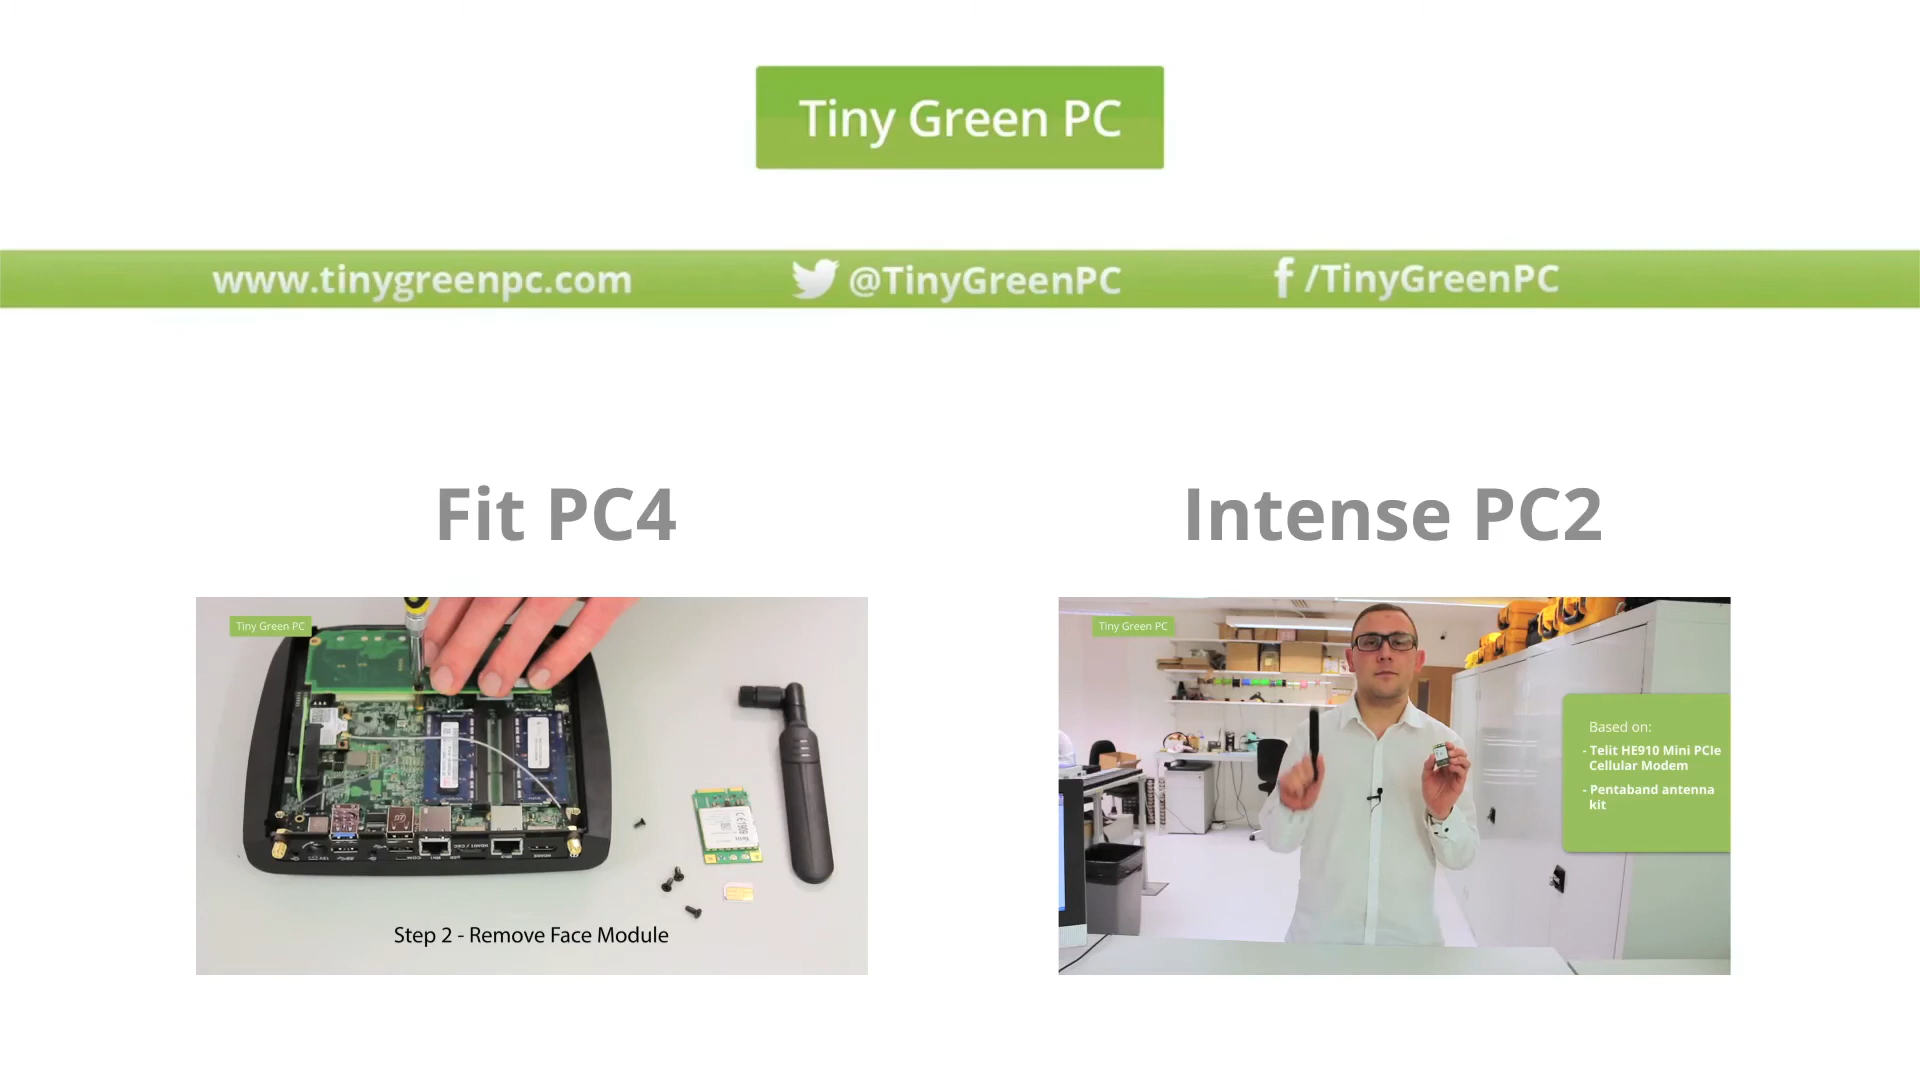 Tiny Green PC
www.tinygreenpc.com
@TinyGreenPC
f /TinyGreenPC
Fit PC4
Intense PC2
Tiny Green PC
Step 2 - Remove Face Module
Tiny Green PC
Based on:
- Telit HE910 Mini PCIe
Cellular Modem
- Pentaband antenna
kit